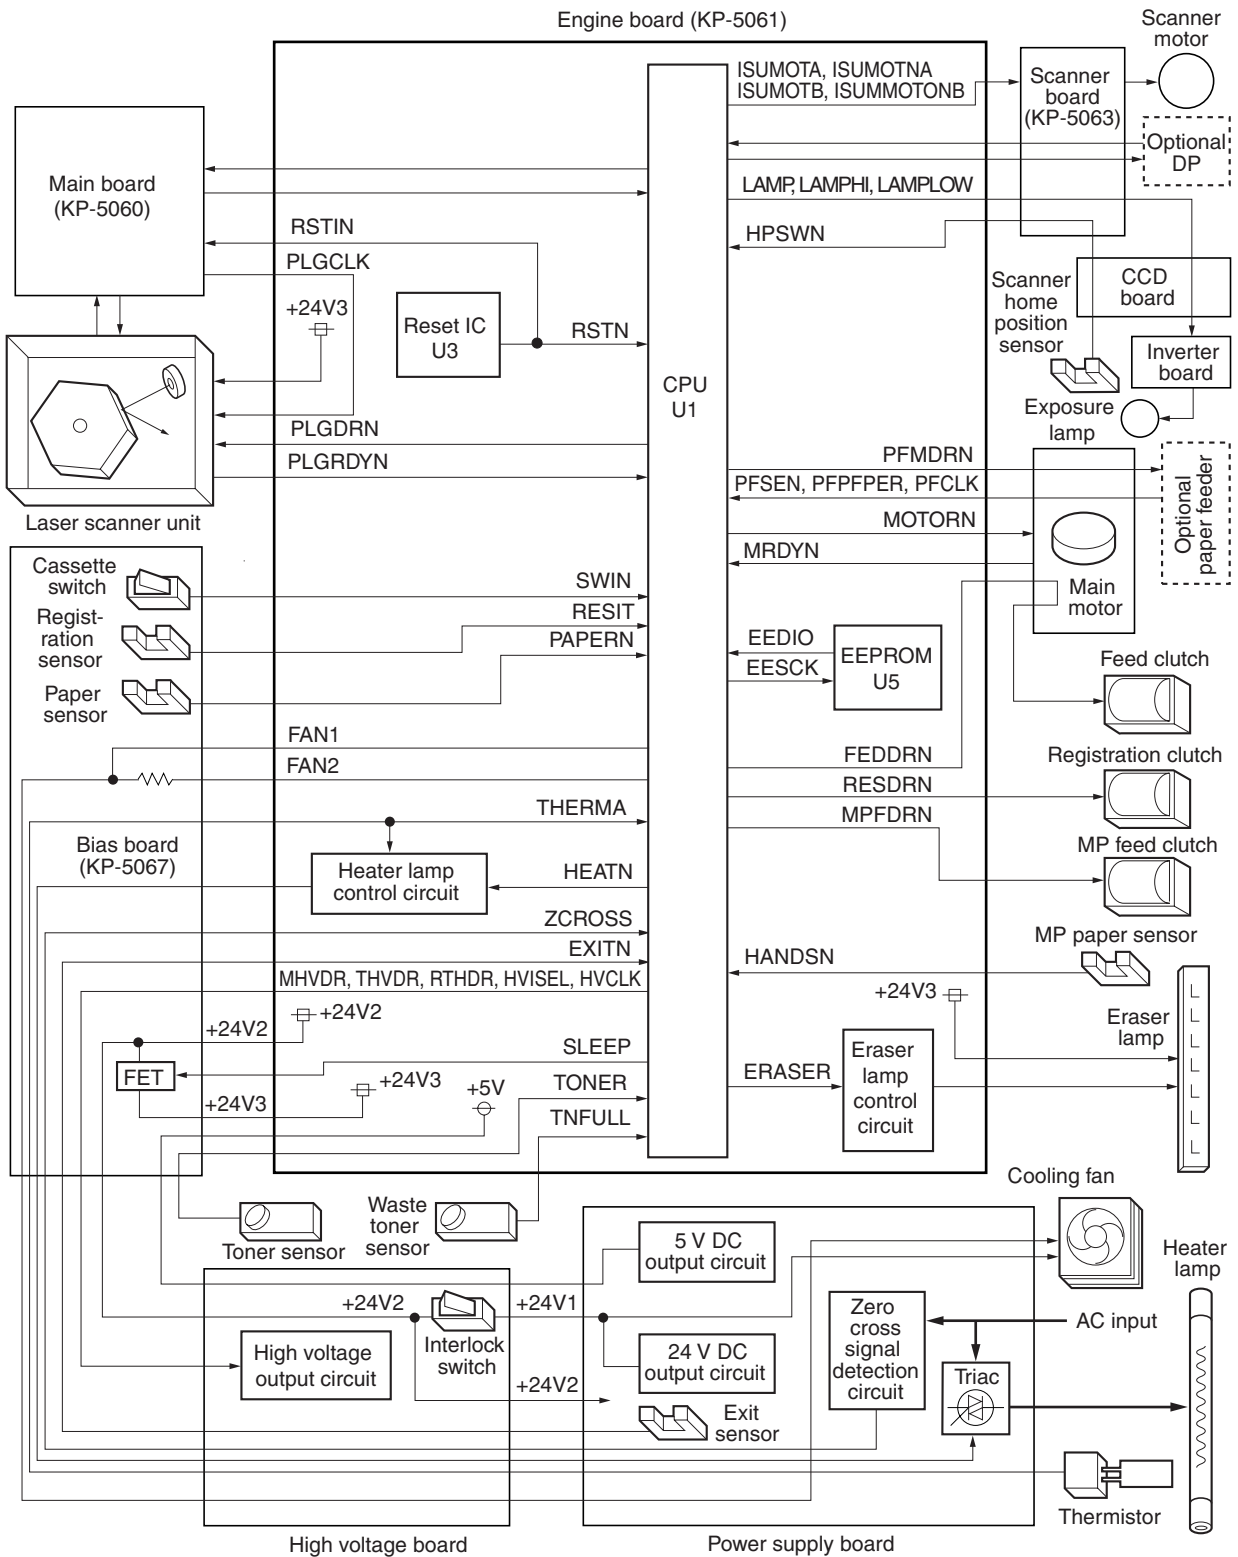 Engine board (KP-5061)
Scanner
motor
ISUMOTA, ISUMOTNA
ISUMOTB, ISUMMOTONB
Scanner
board
(KP-5063)
Optional
DP
Main board
(KP-5060)
LAMP, LAMPHI, LAMPLOW
RSTIN
HPSWN
PLGCLK
Scanner
home
position
sensor
CCD
board
+24V3
Reset IC
U3
RSTN
Inverter
board
CPU
U1
Exposure
lamp
PLGDRN
PLGRDYN
PFMDRN
PFSEN, PFPFPER, PFCLK
Optional
paper feeder
Laser scanner unit
MOTORN
MRDYN
Main
motor
Cassette
switch
SWIN
Regist-
ration
sensor
RESIT
PAPERN
EEDIO
EESCK
EEPROM
U5
Paper
sensor
Feed clutch
FAN1
FAN2
FEDDRN
Registration clutch
RESDRN
THERMA
MPFDRN
Bias board
(KP-5067)
Heater lamp
control circuit
HEATN
MP feed clutch
ZCROSS
EXITN
MP paper sensor
HANDSN
MHVDR, THVDR, RTHDR, HVISEL, HVCLK
+24V3
+24V2
+24V2
Eraser
lamp
SLEEP
FET
Eraser
lamp
control
circuit
ERASER
+24V3
+5V
TONER
+24V3
TNFULL
Cooling fan
Waste
toner
sensor
Toner sensor
5 V DC
output circuit
Heater
lamp
+24V2
+24V1
Interlock
switch
Zero
cross
signal
detection
circuit
AC input
High voltage
output circuit
24 V DC
output circuit
Triac
+24V2
Exit
sensor
Thermistor
High voltage board
Power supply board